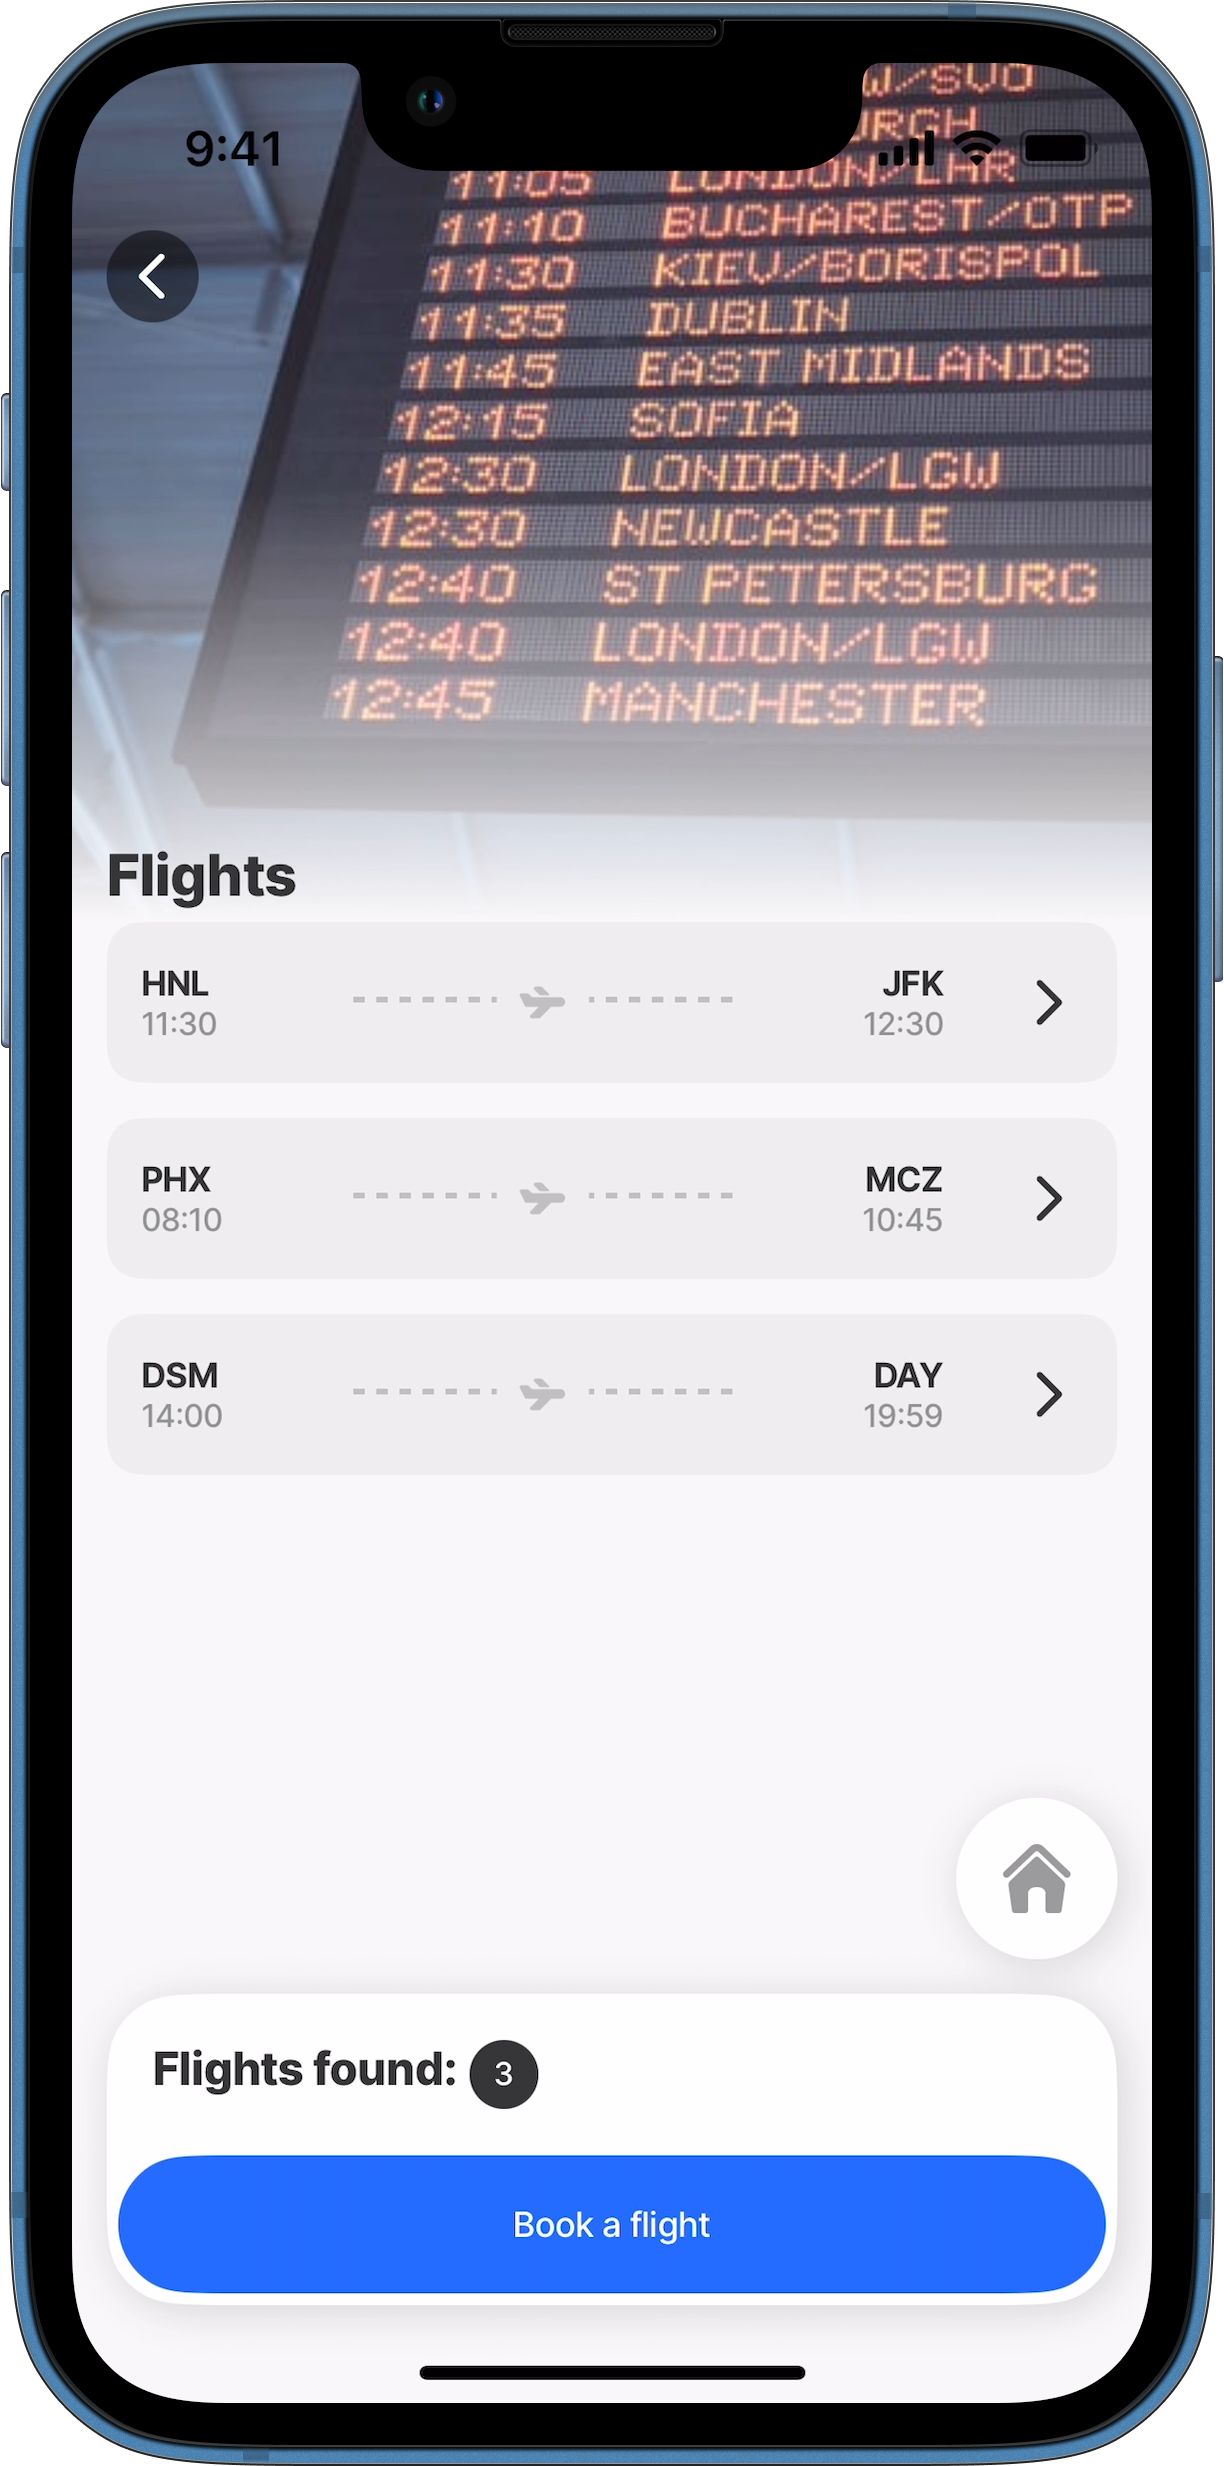 9:41
W/SVO
URGH
11:05 LONDON/LHR
11:10 BUCHAREST/OTP
11:30 KIEV/BORISPOL
11:35 DUBLIN
11:45 EAST MIDLANDS
12:15 SOFIA
12:30 LONDON/LGW
12:30 NEWCASTLE
12:40 ST PETERSBURG
12:40 LONDON/LGW
12:45 MANCHESTER
Flights
HNL JFK
11:30 12:30
PHX MCZ
08:10 10:45
DSM DAY
14:00 19:59
Flights found: 3
Book a flight